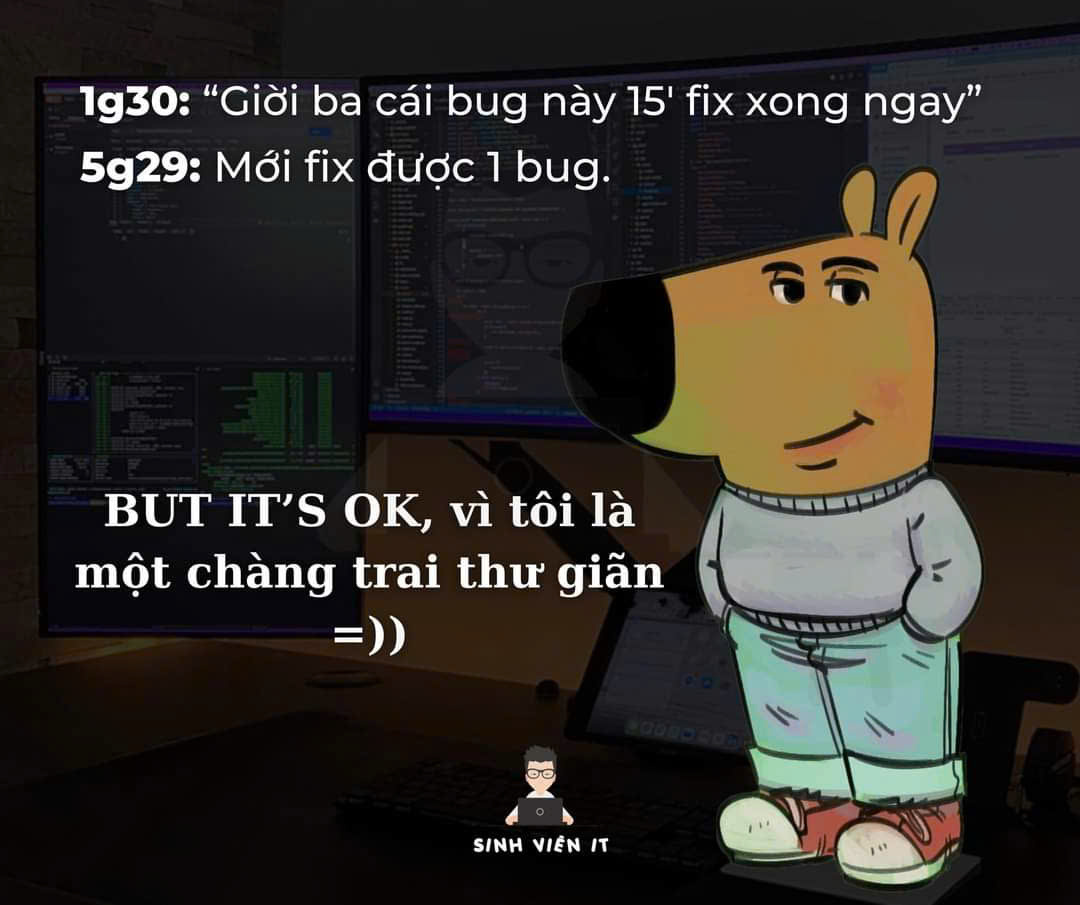 1g30: “Giời ba cái bug này 15' fix xong ngay”
5g29: Mới fix được 1 bug.
BUT IT’S OK, vì tôi là
một chàng trai thư giãn
=))
SINH VIÊN IT